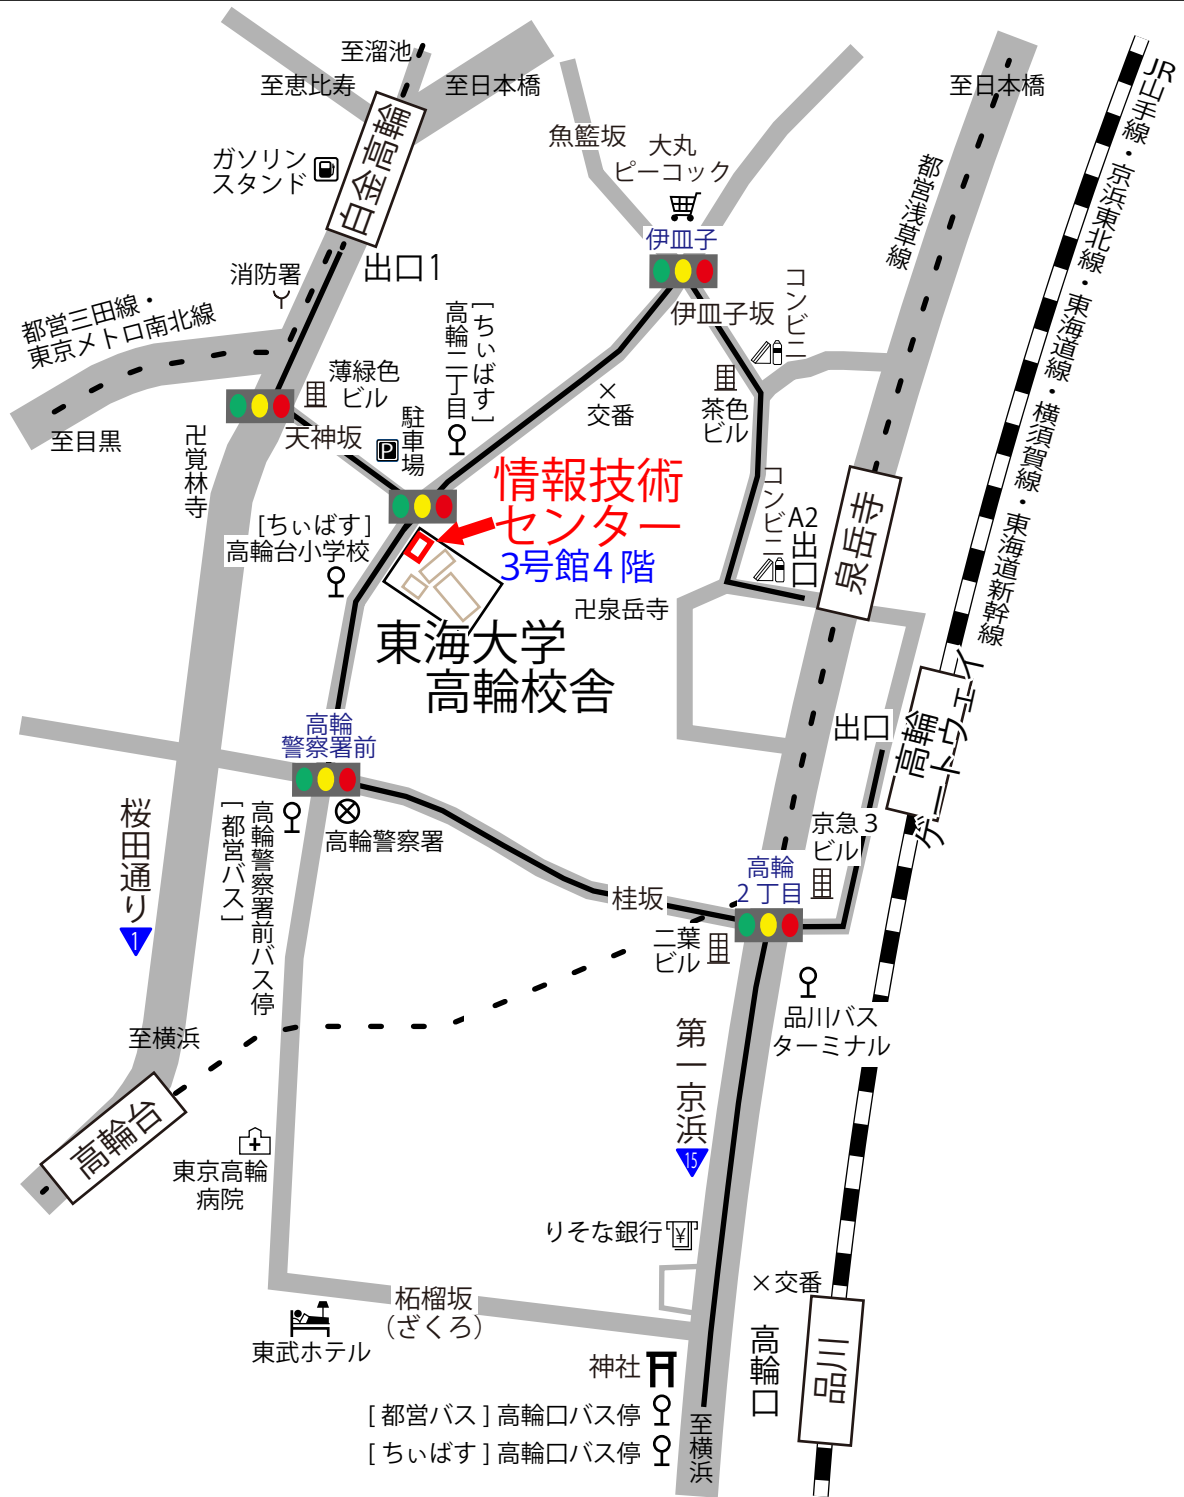 至溜池
至恵比寿
至日本橋
白金高輪
ガソリン
スタンド
出口1
消防署
都営三田線・
東京メトロ南北線
至目黒
薄緑色
ビル
天神坂
駐車場
P
卍覚林寺
[ちぃばす]
高輪二丁目
魚籃坂
大丸
ピーコック
伊皿子
伊皿子坂
コンビニ
×
交番
茶色
ビル
コンビニ
A2
出口
泉岳寺
至日本橋
都営浅草線
JR
山手線・京浜東北線・東海道線・横須賀線・東海道新幹線
情報技術
センター
3号館4階
[ちぃばす]
高輪台小学校
卍泉岳寺
東海大学
高輪校舎
高輪
警察署前
高輪警察署
高輪警察署前バス停
[都営バス]
桜田通り
1
至横浜
高輪台
出口
高輪
ゲートウェイ
京急3
ビル
高輪
2丁目
桂坂
二葉
ビル
品川バス
ターミナル
第一京浜
15
東京高輪
病院
りそな銀行
¥
×交番
柘榴坂
(ざくろ)
東武ホテル
高輪口
品川
神社
[都営バス]高輪口バス停
[ちぃばす]高輪口バス停
至横浜